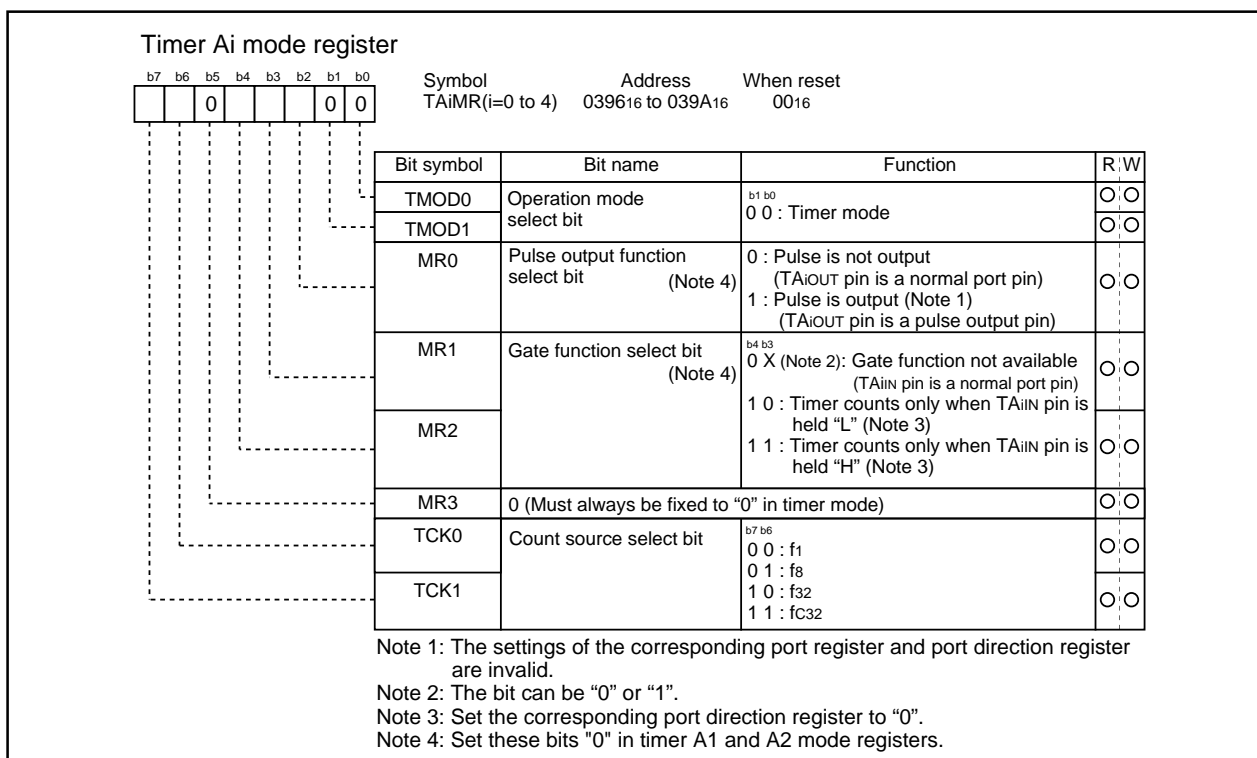 Timer Ai mode register
b7 b6 b5 b4 b3 b2 b1 b0
0 0 0
Symbol Address When reset
TAiMR(i=0 to 4) 039616 to 039A16 0016
Bit symbol Bit name Function R W
TMOD0 Operation mode select bit b1 b0
TMOD1 0 0 : Timer mode
MR0 Pulse output function select bit (Note 4)
0 : Pulse is not output
(TAiOUT pin is a normal port pin)
1 : Pulse is output (Note 1)
(TAiOUT pin is a pulse output pin)
MR1 Gate function select bit (Note 4)
b4 b3
0 X (Note 2): Gate function not available
(TAiIN pin is a normal port pin)
1 0 : Timer counts only when TAiIN pin is
held “L” (Note 3)
MR2
1 1 : Timer counts only when TAiIN pin is
held “H” (Note 3)
MR3 0 (Must always be fixed to “0” in timer mode)
TCK0 Count source select bit
b7 b6
0 0 : f1
0 1 : f8
TCK1
1 0 : f32
1 1 : fC32
Note 1: The settings of the corresponding port register and port direction register
are invalid.
Note 2: The bit can be “0” or “1”.
Note 3: Set the corresponding port direction register to “0”.
Note 4: Set these bits "0" in timer A1 and A2 mode registers.